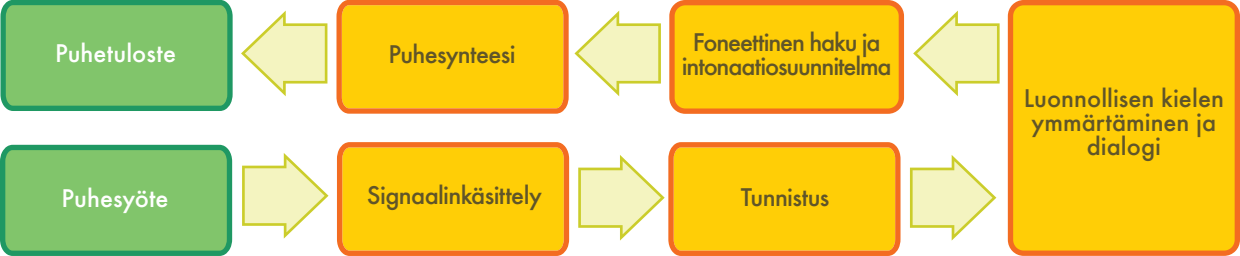 Puhetuloste
Puhesynteesi
Foneettinen haku ja
intonaatiosuunnitelma
Luonnollisen kielen
ymmärtäminen ja
dialogi
Puhesyöte
Signaalinkäsittely
Tunnistus